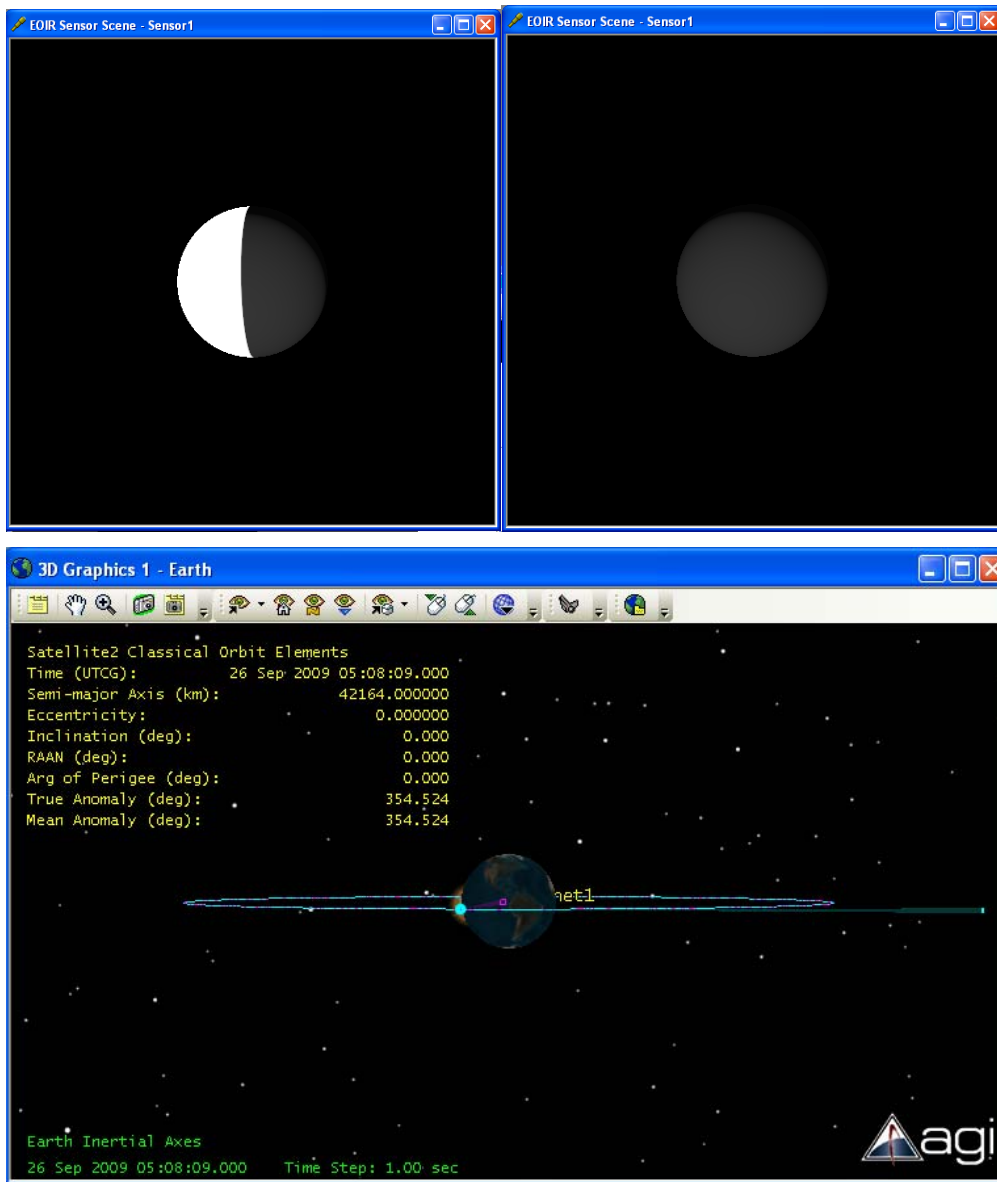 EOIR Sensor Scene - Sensor1
EOIR Sensor Scene - Sensor1
3D Graphics 1 - Earth
Satellite2 Classical Orbit Elements
Time (UTCG): 26 Sep 2009 05:08:09.000
Semi-major Axis (km): 42164.000000
Eccentricity: 0.000000
Inclination (deg): 0.000
RAAN (deg): 0.000
Arg of Perigee (deg): 0.000
True Anomaly (deg): 354.524
Mean Anomaly (deg): 354.524
net1
Earth Inertial Axes
26 Sep 2009 05:08:09.000 Time Step: 1.00 sec
agi